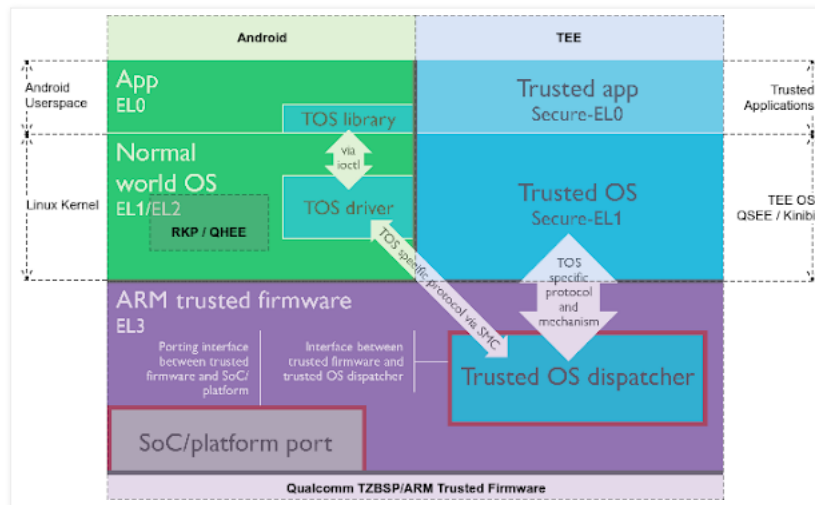 Android
TEE
Android
Userspace
App
EL0
TOS library
Trusted app
Secure-EL0
Trusted
Applications
via
ioctl
Linux Kernel
Normal
world OS
EL1/EL2
RKP / QHEE
TOS driver
Trusted OS
Secure-EL1
TEE OS
QSEE / Kinibi
TOS specific protocol via SMC
TOS
specific
protocol
and
mechanism
ARM trusted firmware
EL3
Porting interface
between trusted
firmware and SoC/
platform
Interface between
trusted firmware and
trusted OS dispatcher
Trusted OS dispatcher
SoC/platform port
Qualcomm TZBSP/ARM Trusted Firmware